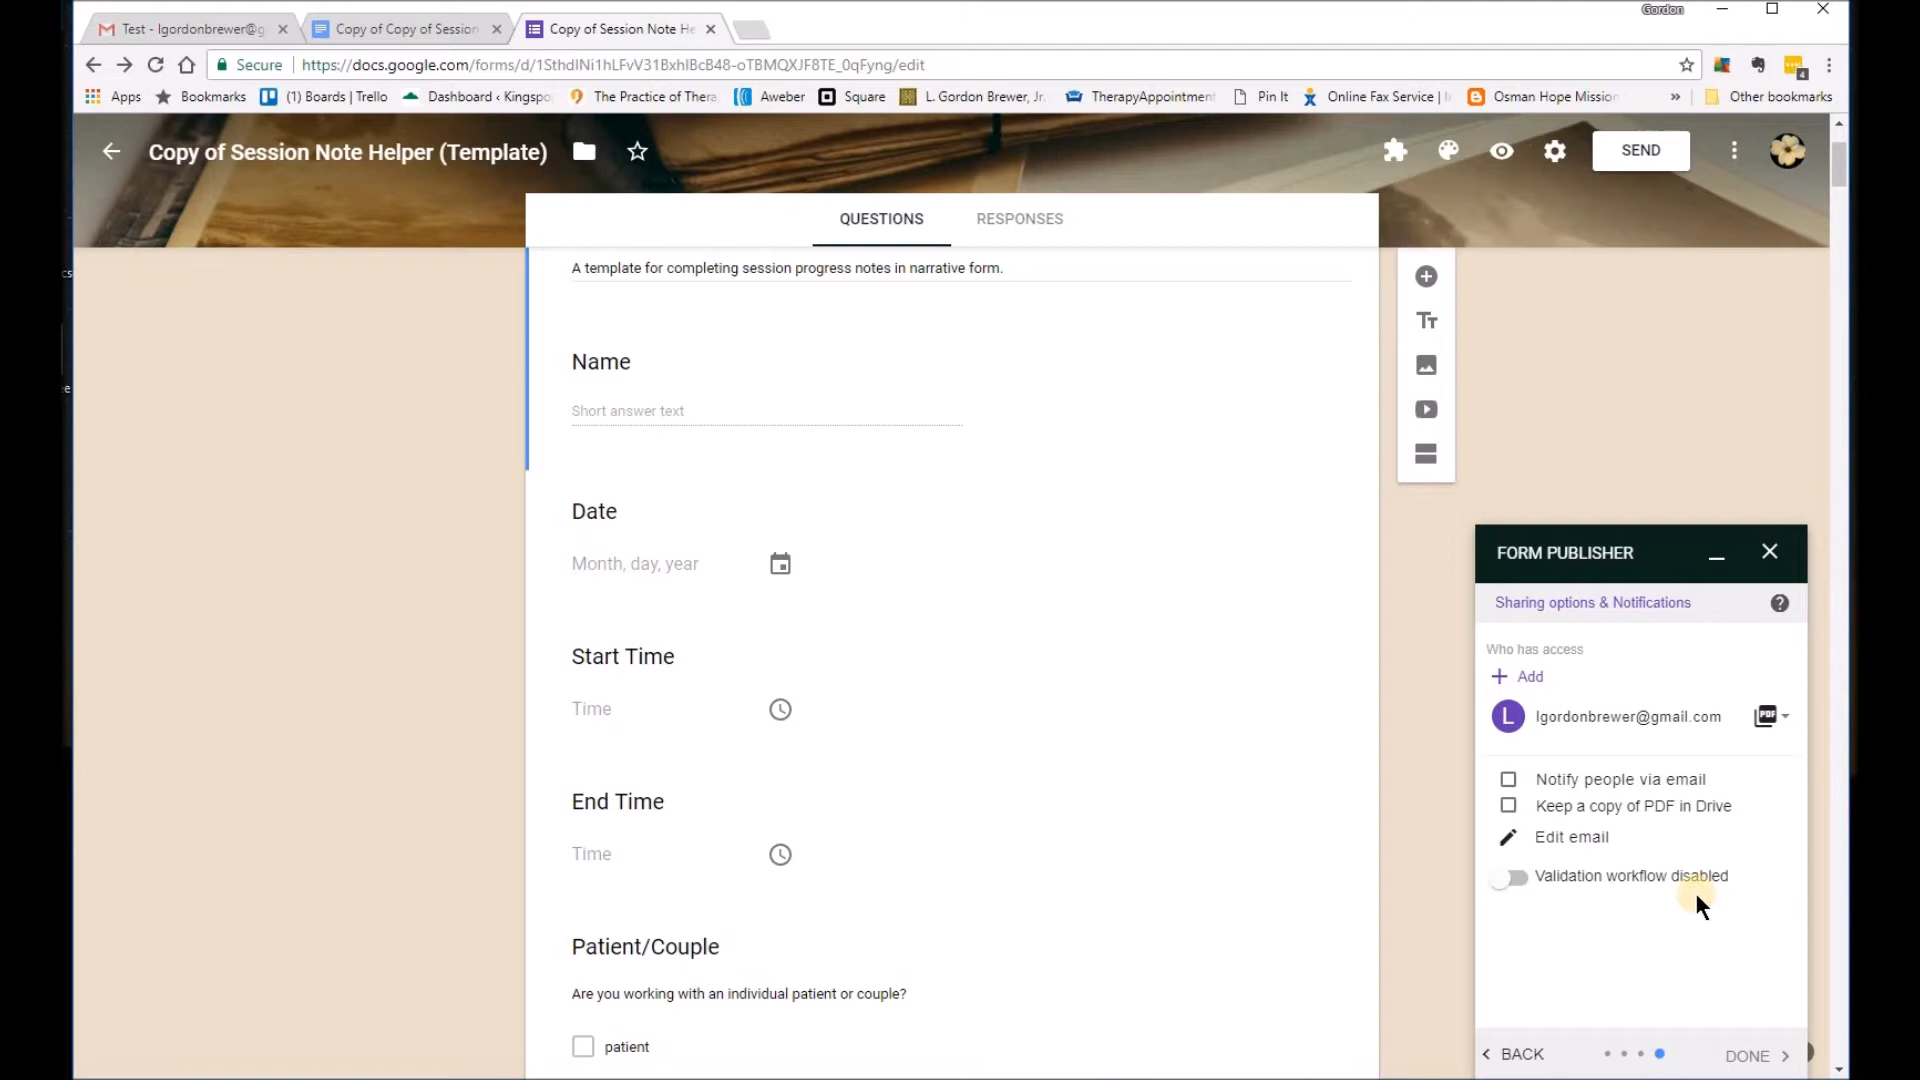 Gordon
Test - lgordonbrewer@g
Copy of Copy of Session
Copy of Session Note He
Secure | https://docs.google.com/forms/d/1SthdINi1hLFvV31BxhIBcB48-oTBMQXJF8TE_0qFyng/edit
4
Apps Bookmarks (1) Boards | Trello Dashboard ‹ Kingspo The Practice of Thera Aweber Square L. Gordon Brewer, Jr. TherapyAppointment Pin It Online Fax Service | Osman Hope Mission » Other bookmarks
Copy of Session Note Helper (Template)
SEND
QUESTIONS RESPONSES
A template for completing session progress notes in narrative form.
Name
Short answer text
Date
Month, day, year
Start Time
Time
End Time
Time
Patient/Couple
Are you working with an individual patient or couple?
patient
Tт
FORM PUBLISHER
Sharing options & Notifications
Who has access
+ Add
L lgordonbrewer@gmail.com PDF
Notify people via email
Keep a copy of PDF in Drive
Edit email
Validation workflow disabled
‹ BACK DONE ›
cs
e